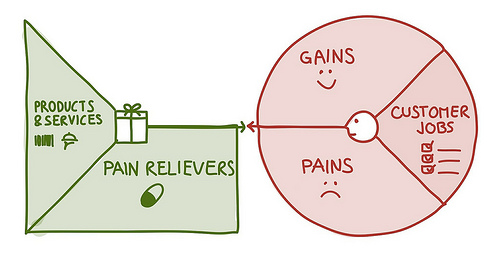 PRODUCTS
& SERVICES
PAIN RELIEVERS
GAINS
CUSTOMER
JOBS
PAINS